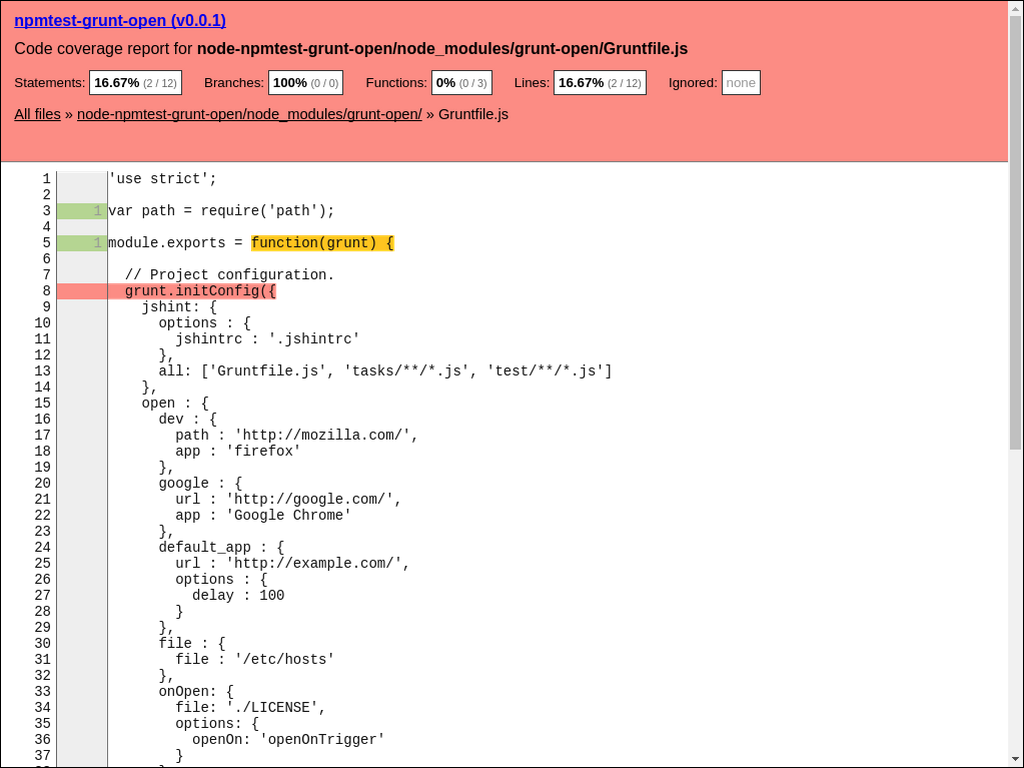 npmtest-grunt-open (v0.0.1)
Code coverage report for node-npmtest-grunt-open/node_modules/grunt-open/Gruntfile.js
Statements: 16.67% (2 / 12) Branches: 100% (0 / 0) Functions: 0% (0 / 3) Lines: 16.67% (2 / 12) Ignored: none
All files » node-npmtest-grunt-open/node_modules/grunt-open/ » Gruntfile.js
1 'use strict';
2
3 1 var path = require('path');
4
5 1 module.exports = function(grunt) {
6
7 // Project configuration.
8 grunt.initConfig({
9 jshint: {
10 options : {
11 jshintrc : '.jshintrc'
12 },
13 all: ['Gruntfile.js', 'tasks/**/*.js', 'test/**/*.js']
14 },
15 open : {
16 dev : {
17 path : 'http://mozilla.com/',
18 app : 'firefox'
19 },
20 google : {
21 url : 'http://google.com/',
22 app : 'Google Chrome'
23 },
24 default_app : {
25 url : 'http://example.com/',
26 options : {
27 delay : 100
28 }
29 },
30 file : {
31 file : '/etc/hosts'
32 },
33 onOpen: {
34 file: './LICENSE',
35 options: {
36 openOn: 'openOnTrigger'
37 }